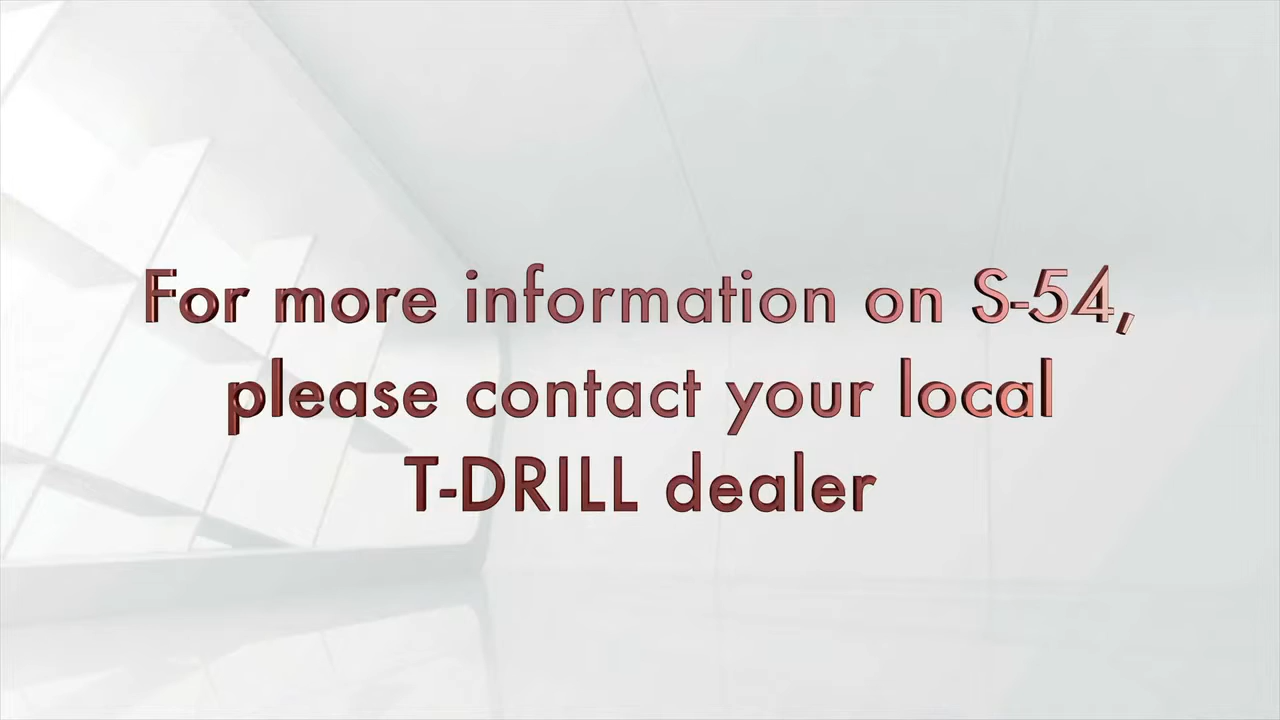 For more information on S-54,
please contact your local
T-DRILL dealer